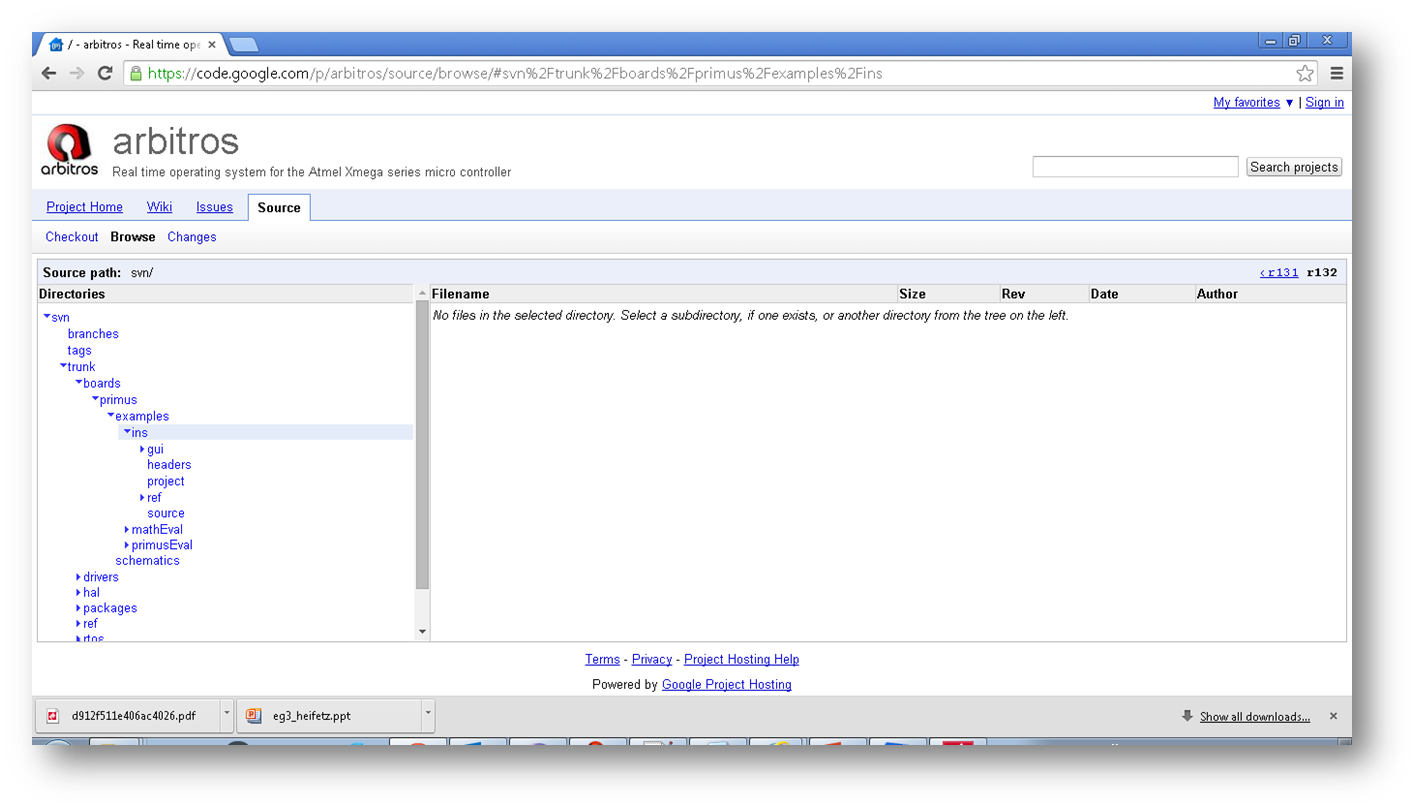 / - arbitros - Real time ope
https://code.google.com/p/arbitros/source/browse/#svn%2Ftrunk%2Fboards%2Fprimus%2Fexamples%2Fins
My favorites ▼ | Sign in
arbitros
arbitros
Real time operating system for the Atmel Xmega series micro controller
Search projects
Project Home Wiki Issues Source
Checkout Browse Changes
Source path: svn/ ‹ r131 r132
Directories Filename Size Rev Date Author
No files in the selected directory. Select a subdirectory, if one exists, or another directory from the tree on the left.
svn
branches
tags
trunk
boards
primus
examples
ins
gui
headers
project
ref
source
mathEval
primusEval
schematics
drivers
hal
packages
ref
rtos
Terms - Privacy - Project Hosting Help
Powered by Google Project Hosting
d912f511e406ac4026.pdf eg3_heifetz.ppt Show all downloads...